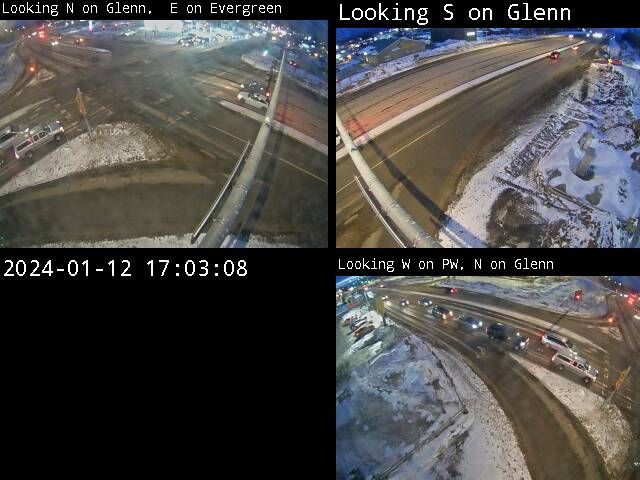 Looking N on Glenn,  E on Evergreen
Looking S on Glenn
2024-01-12 17:03:08
Looking W on PW, N on Glenn